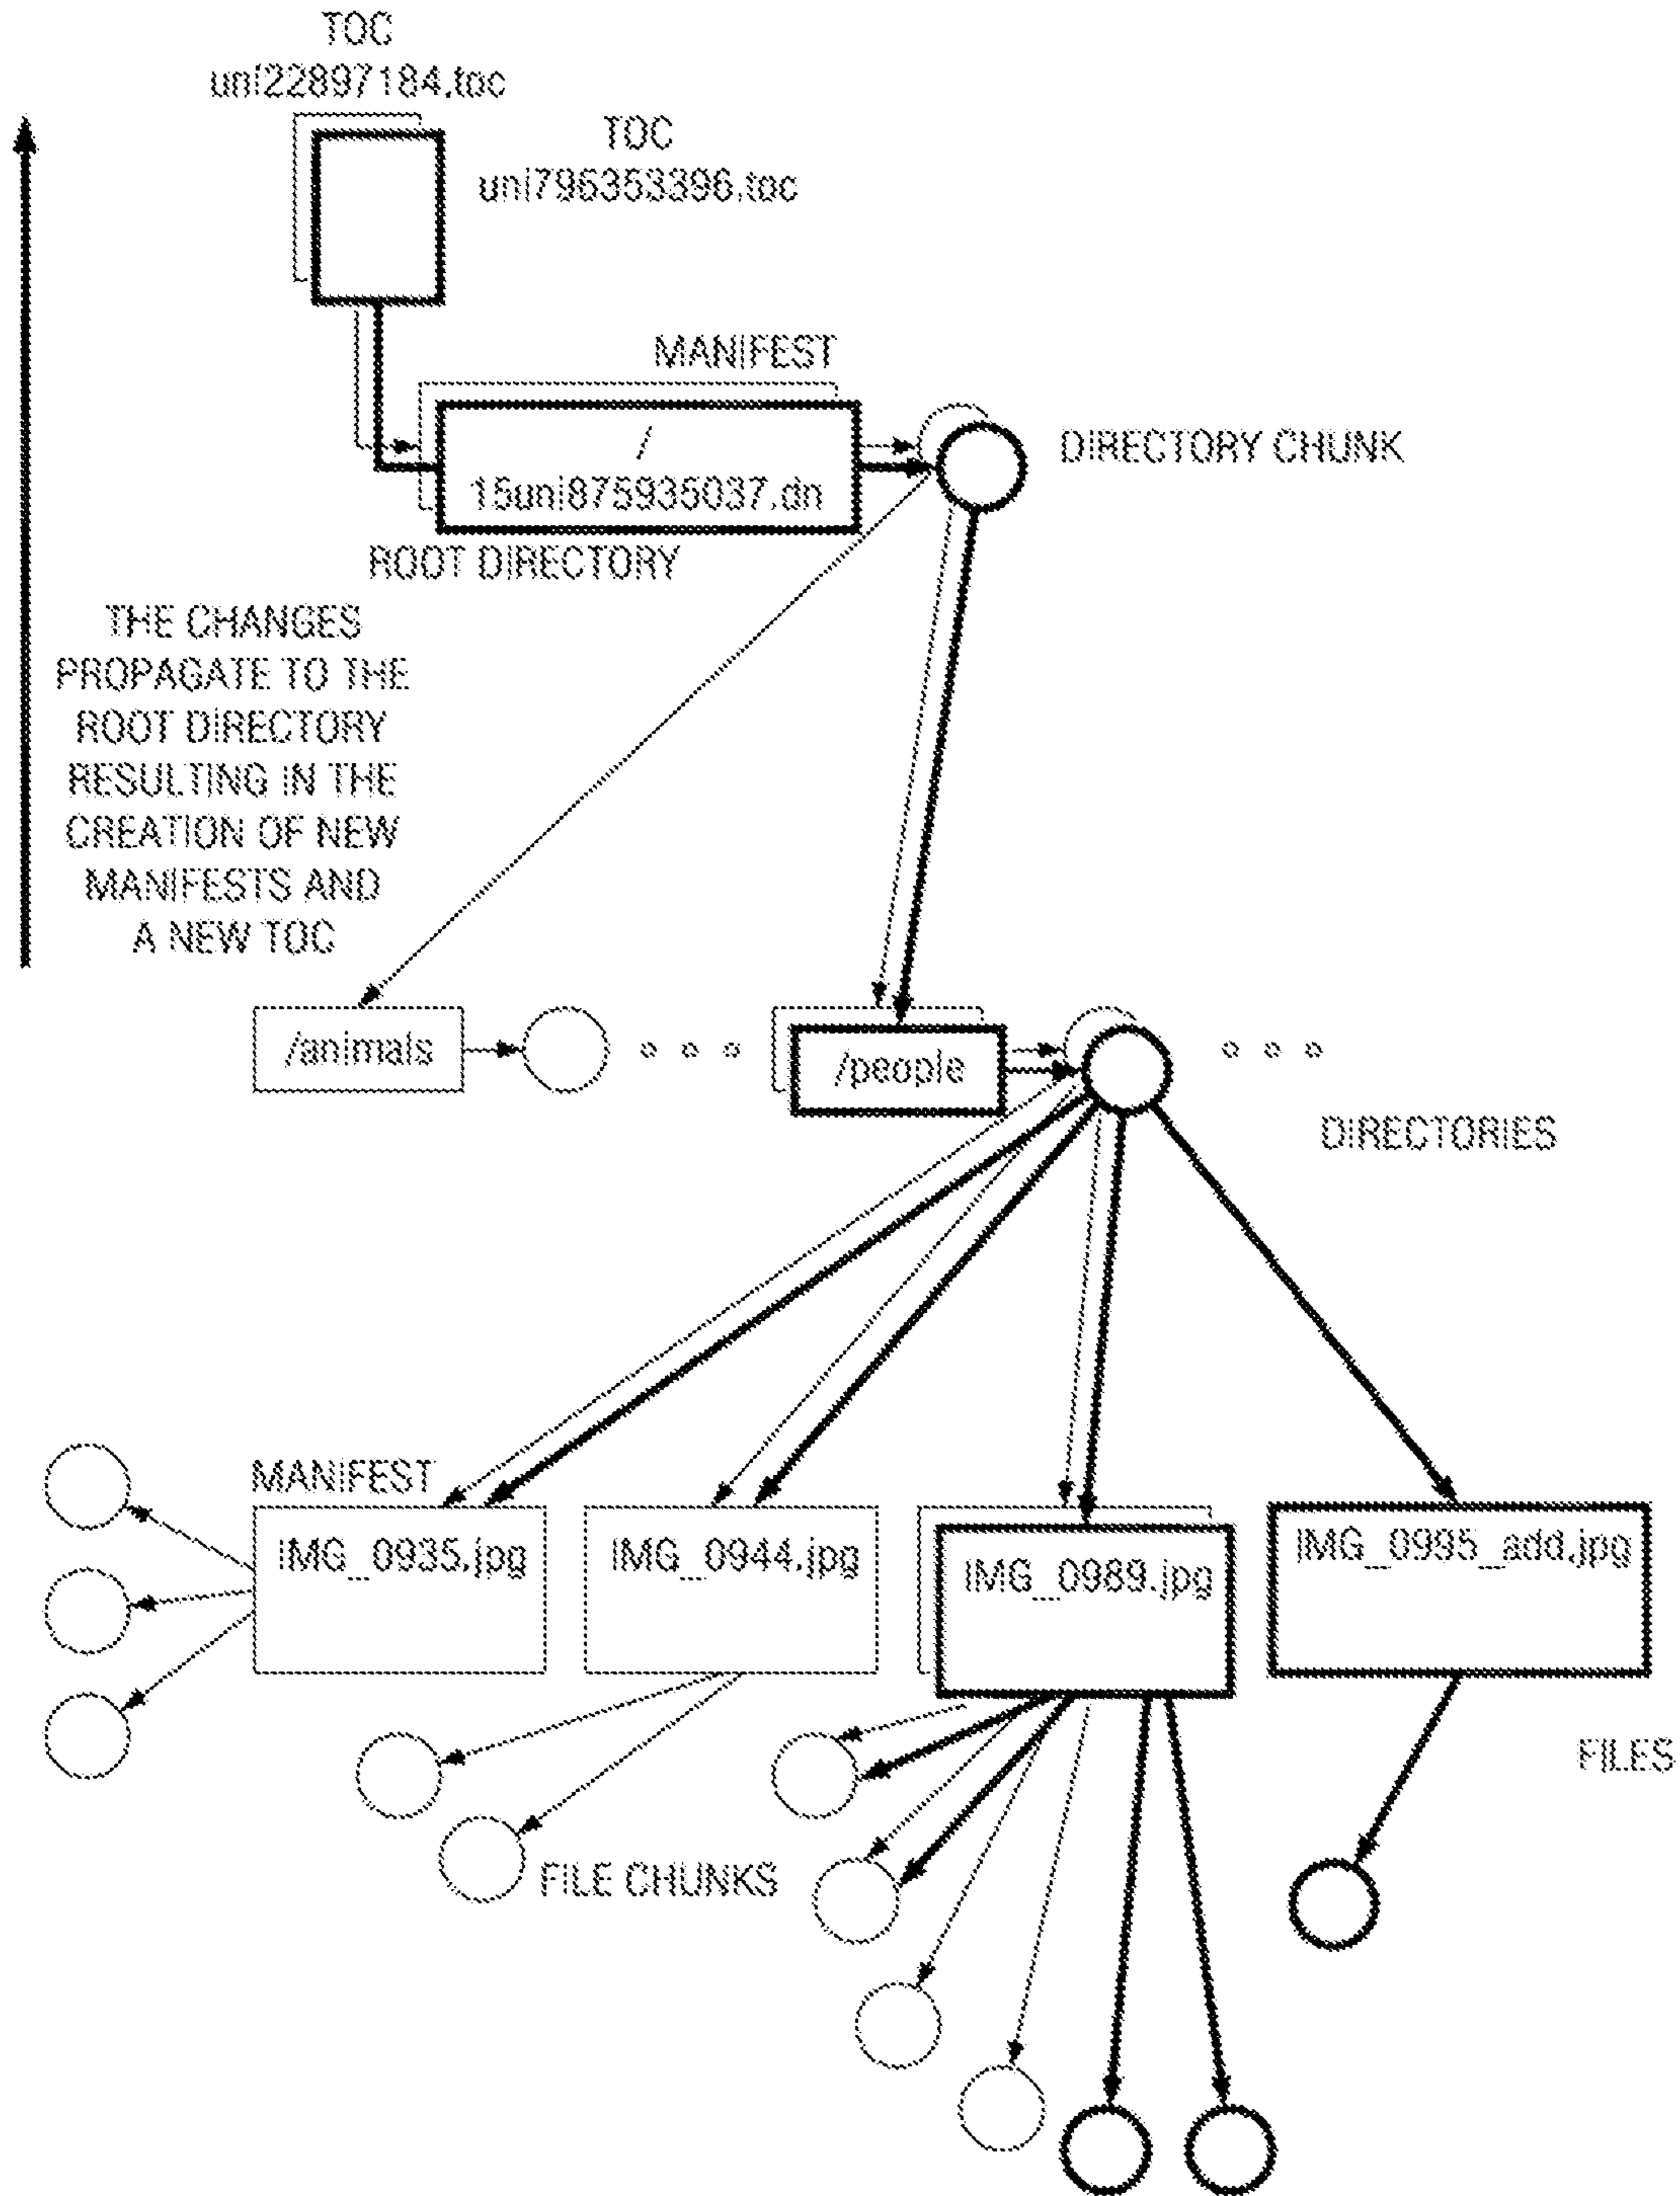 TOC
uni22897184.toc
TOC
uni796353396.toc
MANIFEST
/
15uni875935037.dn
DIRECTORY CHUNK
ROOT DIRECTORY
THE CHANGES
PROPAGATE TO THE
ROOT DIRECTORY
RESULTING IN THE
CREATION OF NEW
MANIFESTS AND
A NEW TOC
/animals
/people
DIRECTORIES
MANIFEST
IMG_0935.jpg
IMG_0944.jpg
IMG_0989.jpg
IMG_0995_add.jpg
FILES
FILE CHUNKS